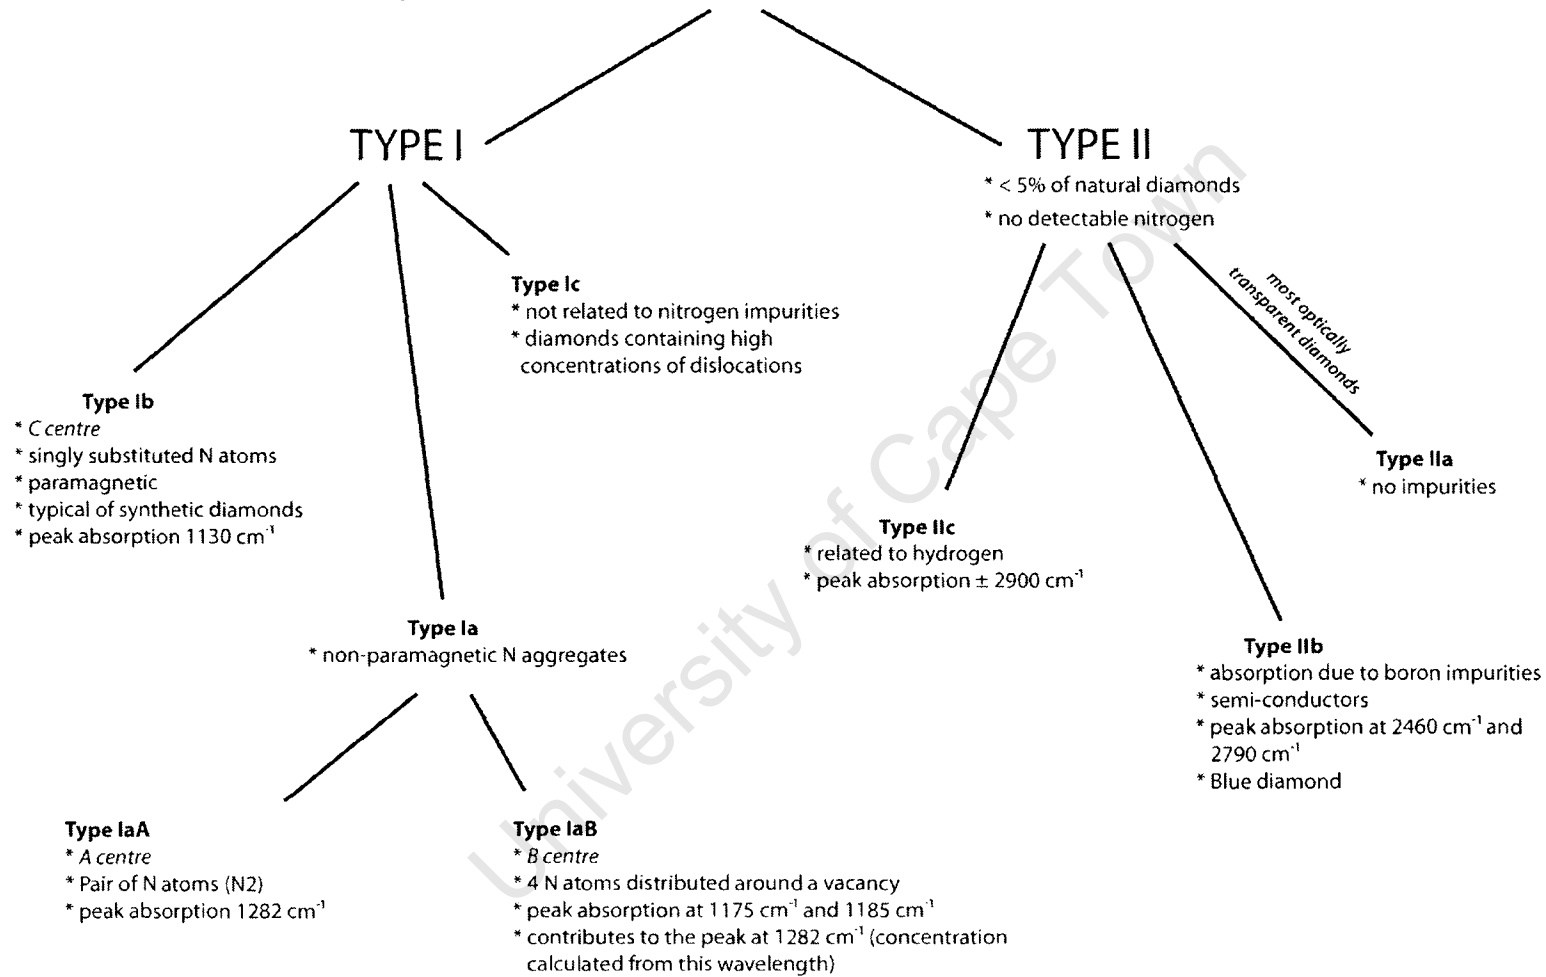 TYPE I
TYPE II
* < 5% of natural diamonds
* no detectable nitrogen
most optically
transparent diamonds
Type Ic
* not related to nitrogen impurities
* diamonds containing high
concentrations of dislocations
Type Ib
* C centre
* singly substituted N atoms
* paramagnetic
* typical of synthetic diamonds
* peak absorption 1130 cm⁻¹
Type IIa
* no impurities
Type IIc
* related to hydrogen
* peak absorption ± 2900 cm⁻¹
Type Ia
* non-paramagnetic N aggregates
Type IIb
* absorption due to boron impurities
* semi-conductors
* peak absorption at 2460 cm⁻¹ and
2790 cm⁻¹
* Blue diamond
Type IaA
* A centre
* Pair of N atoms (N2)
* peak absorption 1282 cm⁻¹
Type IaB
* B centre
* 4 N atoms distributed around a vacancy
* peak absorption at 1175 cm⁻¹ and 1185 cm⁻¹
* contributes to the peak at 1282 cm⁻¹ (concentration
calculated from this wavelength)
University of Cape Town